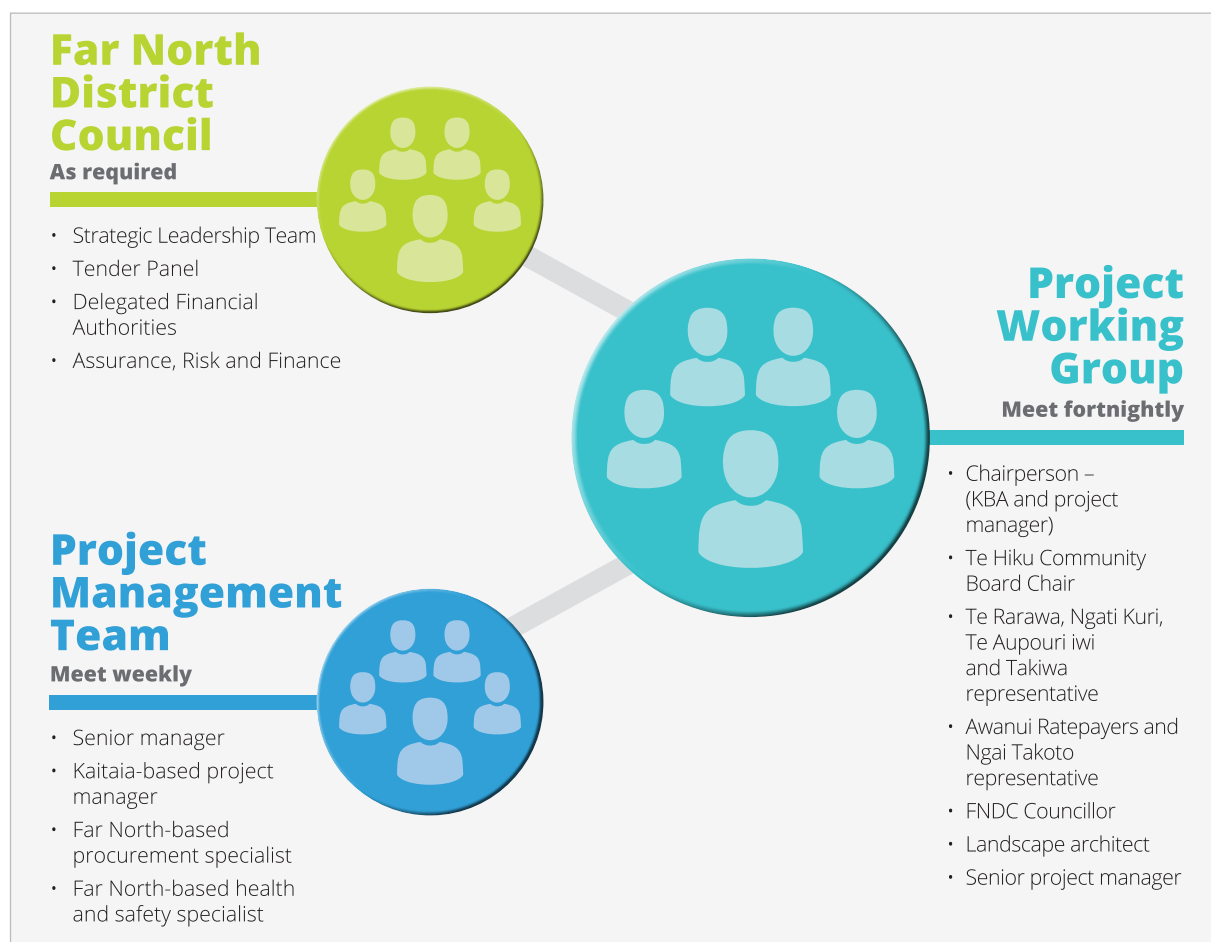 Far North
District
Council
As required
• Strategic Leadership Team
• Tender Panel
• Delegated Financial
Authorities
• Assurance, Risk and Finance
Project
Working
Group
Meet fortnightly
• Chairperson –
(KBA and project
manager)
• Te Hiku Community
Board Chair
• Te Rarawa, Ngati Kuri,
Te Aupouri iwi
and Takiwa
representative
• Awanui Ratepayers and
Ngai Takoto
representative
• FNDC Councillor
• Landscape architect
• Senior project manager
Project
Management
Team
Meet weekly
• Senior manager
• Kaitaia-based project
manager
• Far North-based
procurement specialist
• Far North-based health
and safety specialist